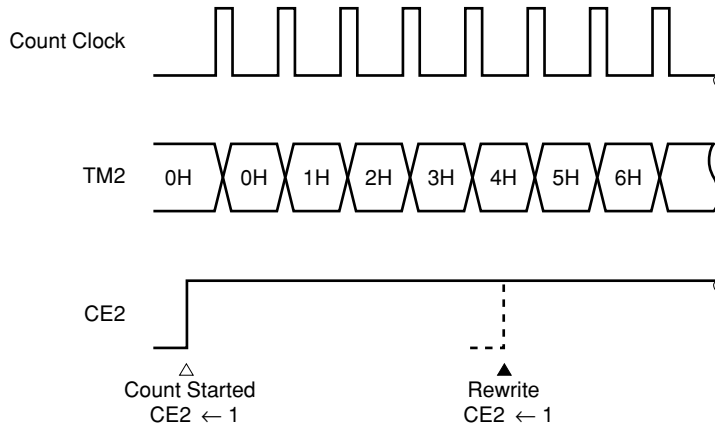 Count Clock
TM2 0H 0H 1H 2H 3H 4H 5H 6H
CE2
Count Started
CE2 ← 1
Rewrite
CE2 ← 1